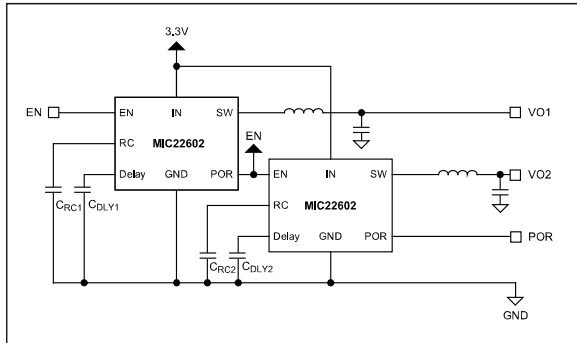 3.3V
EN
EN IN SW
VO1
RC MIC22602
EN
Delay GND POR
EN IN SW
VO2
CRC1 CDLY1
RC MIC22602
Delay GND POR
POR
CRC2 CDLY2
GND